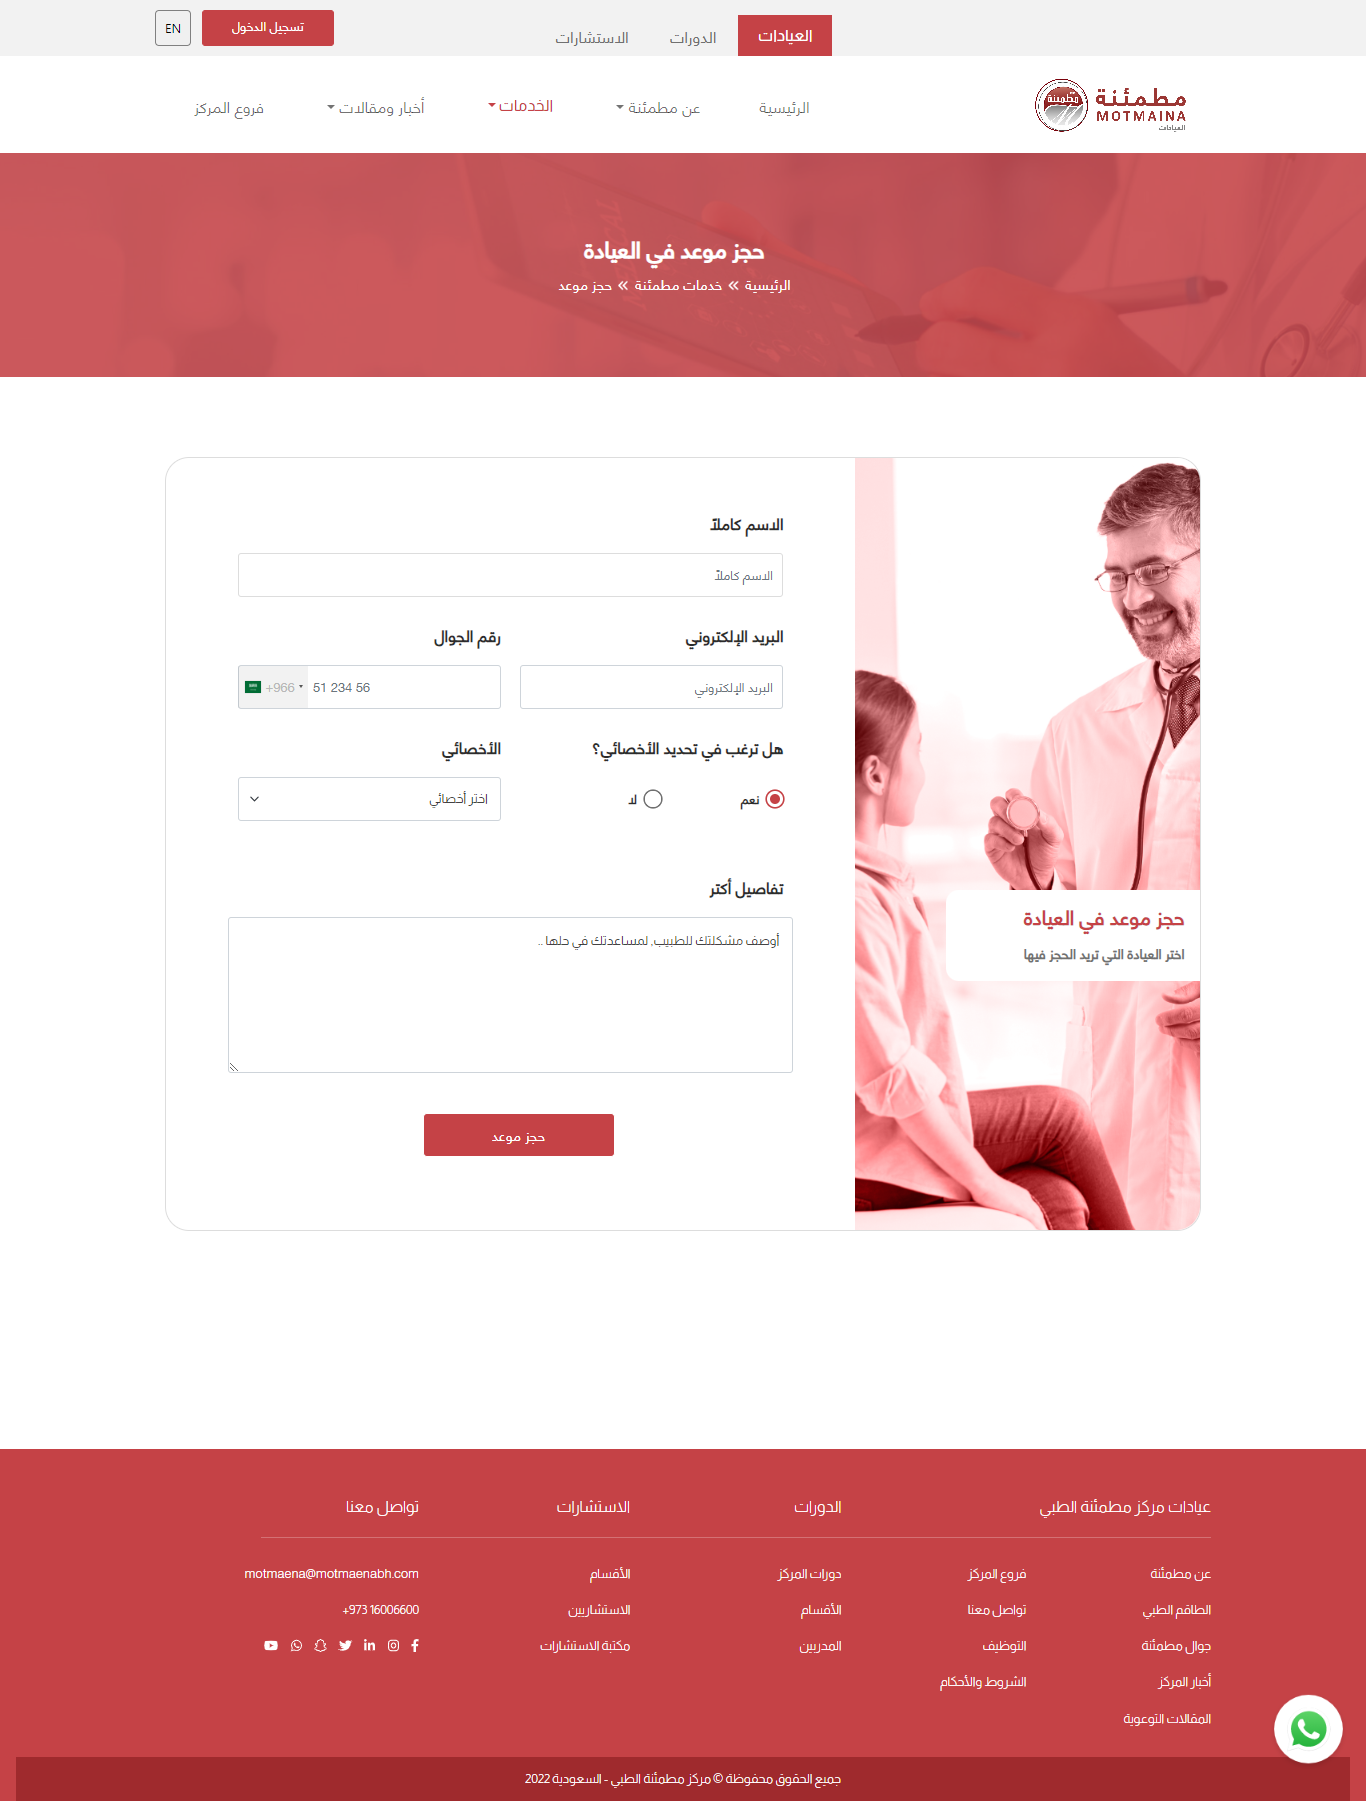 العيادات
الدورات
الاستشارات
تسجيل الدخول
EN
مطمئنة
MOTMAINA
العيادات
الرئيسية
عن مطمئنة
الخدمات
أخبار ومقالات
فروع المركز
حجز موعد في العيادة
الرئيسية » خدمات مطمئنة » حجز موعد
الاسم كاملاً
الاسم كاملاً
البريد الإلكتروني
رقم الجوال
البريد الإلكتروني
+966 51 234 56
هل ترغب في تحديد الأخصائي؟
الأخصائي
نعم
لا
اختر أخصائي
تفاصيل أكثر
أوصف مشكلتك للطبيب, لمساعدتك في حلها ..
حجز موعد
حجز موعد في العيادة
اختر العيادة التي تريد الحجز فيها
عيادات مركز مطمئنة الطبي
الدورات
الاستشارات
تواصل معنا
عن مطمئنة
فروع المركز
دورات المركز
الأقسام
motmaena@motmaenabh.com
الطاقم الطبي
تواصل معنا
الأقسام
الاستشاريين
+973 16006600
جوال مطمئنة
التوظيف
المدربين
مكتبة الاستشارات
أخبار المركز
الشروط والأحكام
المقالات التوعوية
جميع الحقوق محفوظة © مركز مطمئنة الطبي - السعودية 2022